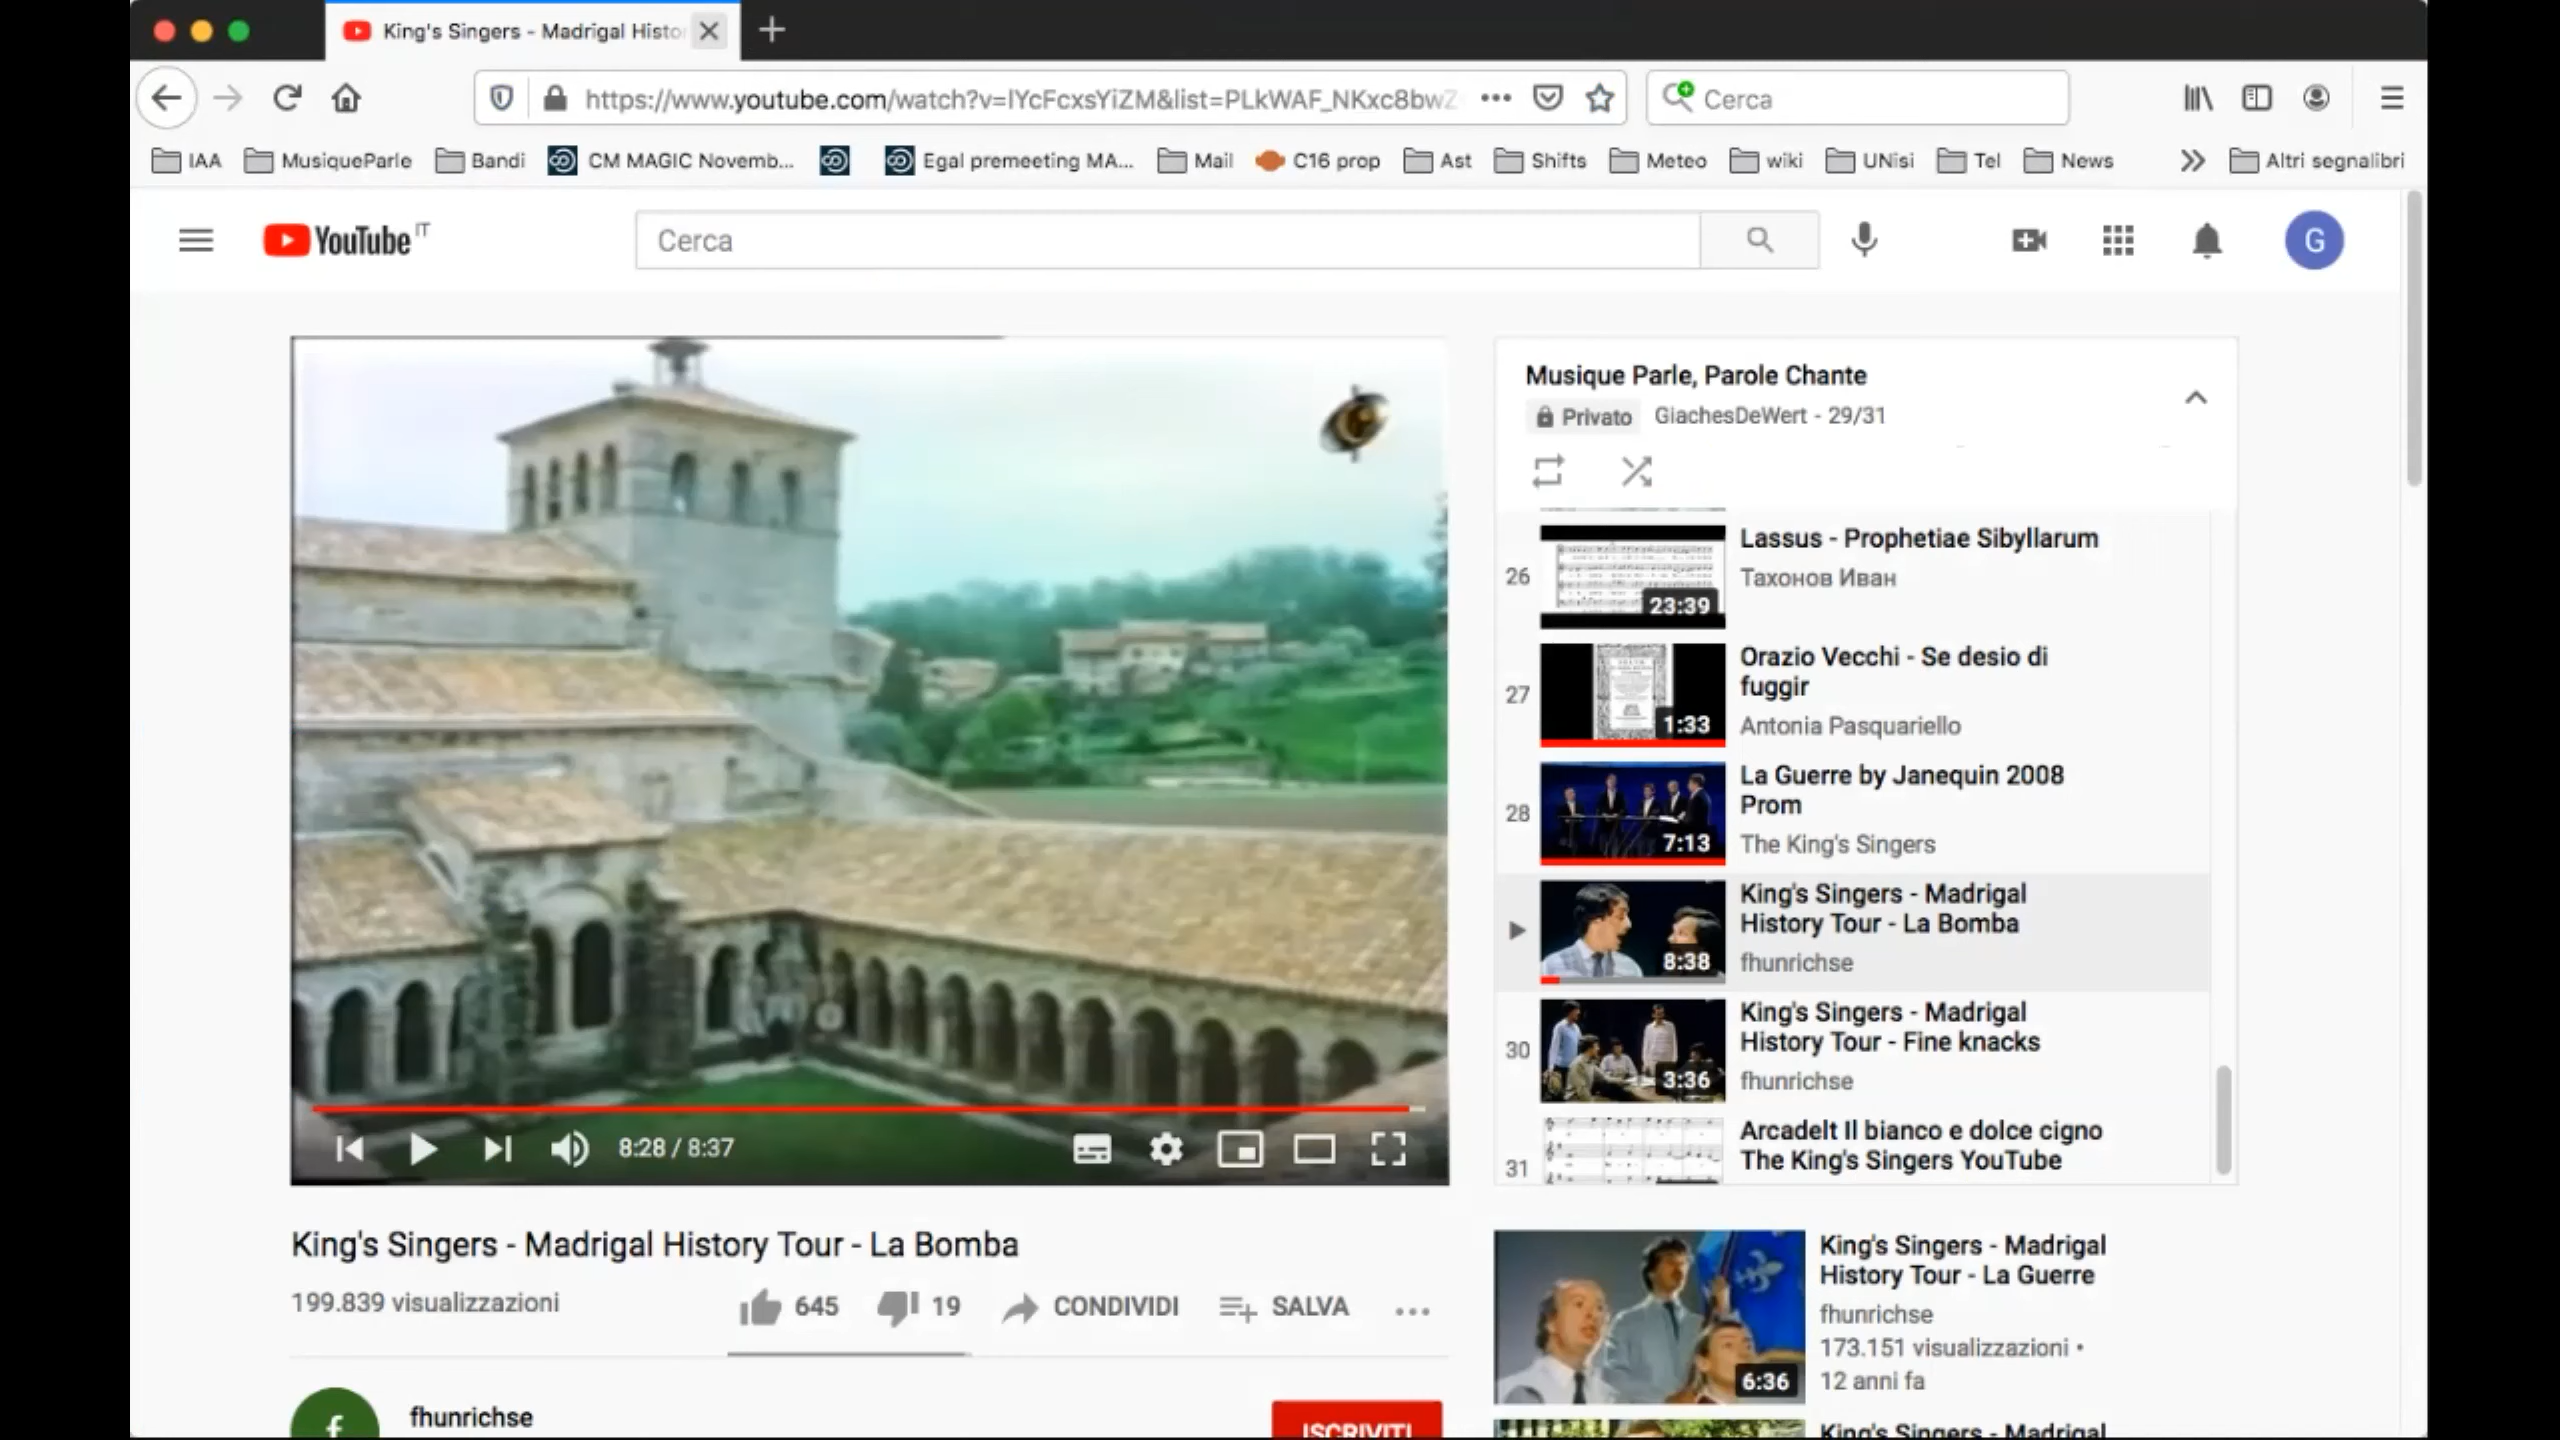 King's Singers - Madrigal Histo
https://www.youtube.com/watch?v=lYcFcxsYiZM&list=PLkWAF_NKxc8bwZ
Cerca
IAA
MusiqueParle
Bandi
CM MAGIC Novemb...
Egal premeeting MA...
Mail
C16 prop
Ast
Shifts
Meteo
wiki
UNisi
Tel
News
Altri segnalibri
YouTube IT
Cerca
G
Musique Parle, Parole Chante
Privato GiachesDeWert - 29/31
26
23:39
Lassus - Prophetiae Sibyllarum
Тахонов Иван
27
1:33
Orazio Vecchi - Se desio di
fuggir
Antonia Pasquariello
28
7:13
La Guerre by Janequin 2008
Prom
The King's Singers
8:38
King's Singers - Madrigal
History Tour - La Bomba
fhunrichse
30
3:36
King's Singers - Madrigal
History Tour - Fine knacks
fhunrichse
31
Arcadelt Il bianco e dolce cigno
The King's Singers YouTube
8:28 / 8:37
King's Singers - Madrigal History Tour - La Bomba
199.839 visualizzazioni
645
19
CONDIVIDI
SALVA
f
fhunrichse
ISCRIVITI
6:36
King's Singers - Madrigal
History Tour - La Guerre
fhunrichse
173.151 visualizzazioni •
12 anni fa
King's Singers - Madrigal